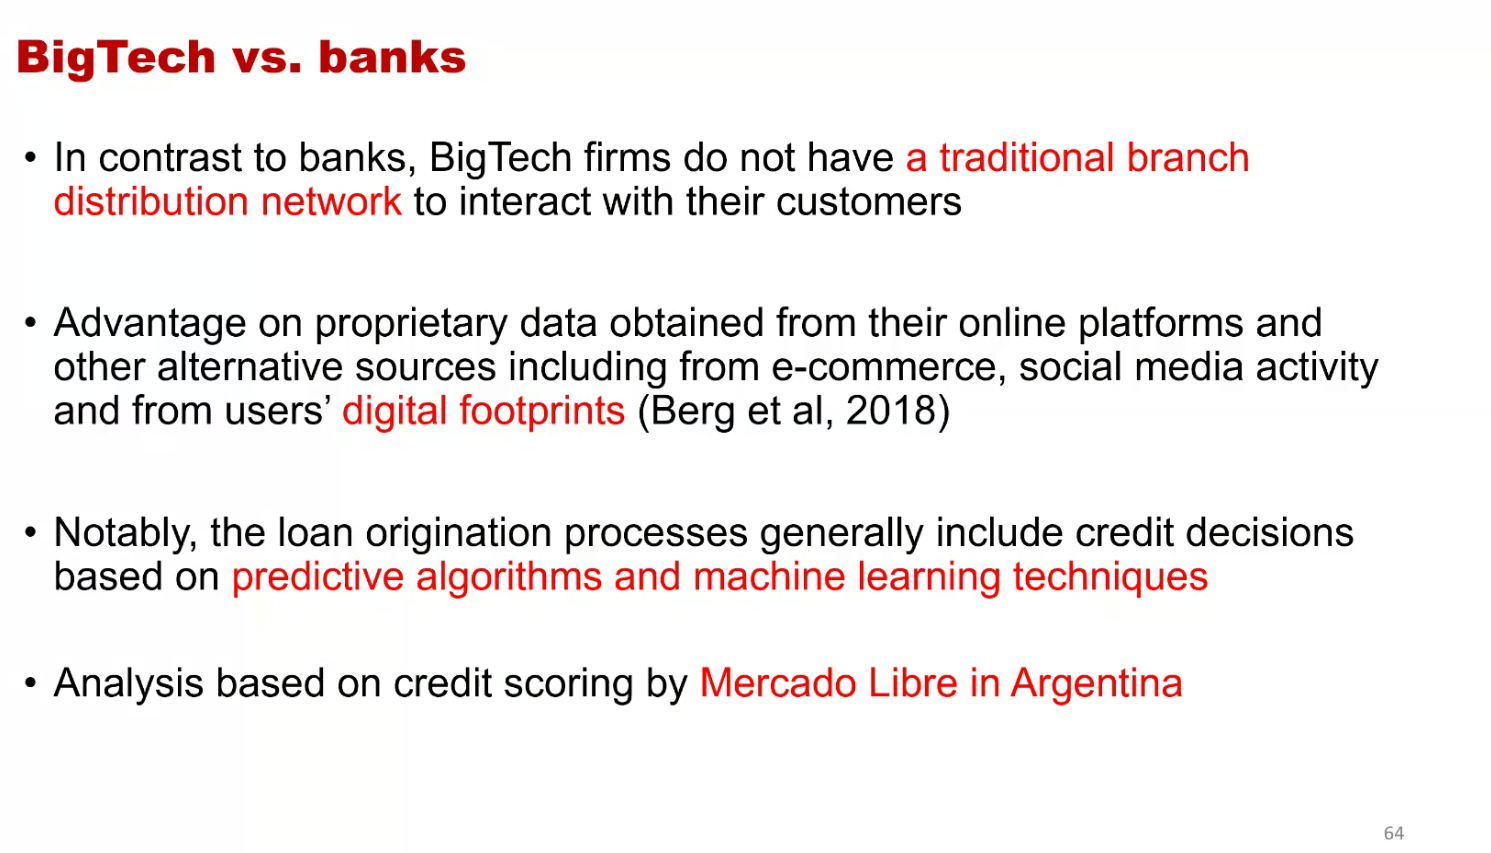 BigTech vs. banks
• In contrast to banks, BigTech firms do not have a traditional branch
distribution network to interact with their customers
• Advantage on proprietary data obtained from their online platforms and
other alternative sources including from e-commerce, social media activity
and from users’ digital footprints (Berg et al, 2018)
• Notably, the loan origination processes generally include credit decisions
based on predictive algorithms and machine learning techniques
• Analysis based on credit scoring by Mercado Libre in Argentina
64